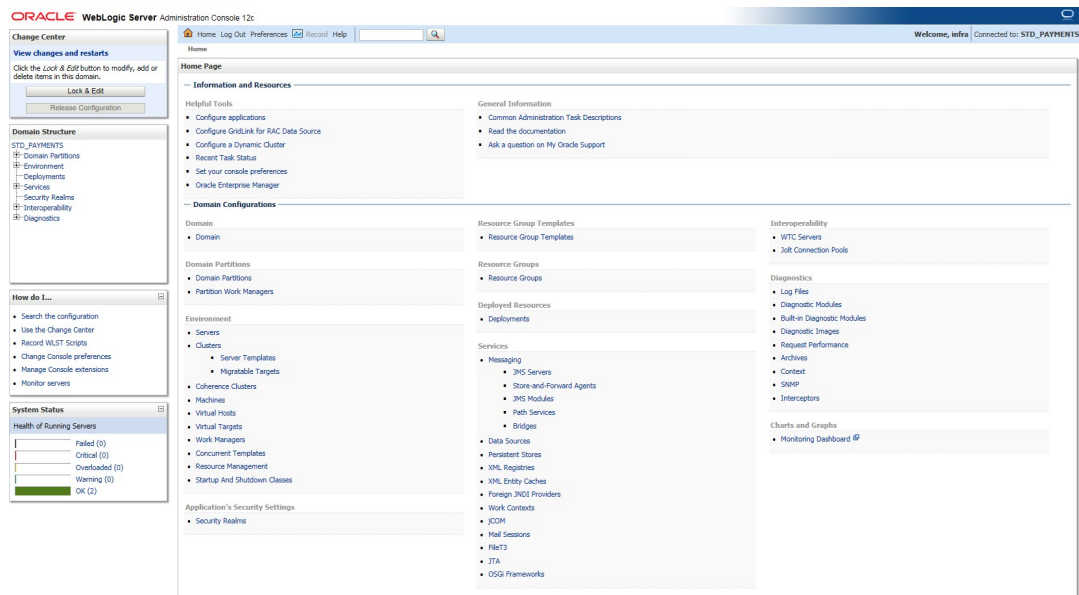 ORACLE WebLogic Server Administration Console 12c
Change Center
View changes and restarts
Click the Lock & Edit button to modify, add or
delete items in this domain.
Lock & Edit
Release Configuration
Domain Structure
STD_PAYMENTS
Domain Partitions
Environment
Deployments
Services
Security Realms
Interoperability
Diagnostics
How do I...
Search the configuration
Use the Change Center
Record WLST Scripts
Change Console preferences
Manage Console extensions
Monitor servers
System Status
Health of Running Servers
Failed (0)
Critical (0)
Overloaded (0)
Warning (0)
OK (2)
Home Log Out Preferences Record Help
Welcome, infra Connected to: STD_PAYMENTS
Home
Home Page
Information and Resources
Helpful Tools
Configure applications
Configure GridLink for RAC Data Source
Configure a Dynamic Cluster
Recent Task Status
Set your console preferences
Oracle Enterprise Manager
General Information
Common Administration Task Descriptions
Read the documentation
Ask a question on My Oracle Support
Domain Configurations
Domain
Domain
Domain Partitions
Domain Partitions
Partition Work Managers
Environment
Servers
Clusters
Server Templates
Migratable Targets
Coherence Clusters
Machines
Virtual Hosts
Virtual Targets
Work Managers
Concurrent Templates
Resource Management
Startup And Shutdown Classes
Application's Security Settings
Security Realms
Resource Group Templates
Resource Group Templates
Resource Groups
Resource Groups
Deployed Resources
Deployments
Services
Messaging
JMS Servers
Store-and-Forward Agents
JMS Modules
Path Services
Bridges
Data Sources
Persistent Stores
XML Registries
XML Entity Caches
Foreign JNDI Providers
Work Contexts
jCOM
Mail Sessions
FileT3
JTA
OSGi Frameworks
Interoperability
WTC Servers
Jolt Connection Pools
Diagnostics
Log Files
Diagnostic Modules
Built-in Diagnostic Modules
Diagnostic Images
Request Performance
Archives
Context
SNMP
Interceptors
Charts and Graphs
Monitoring Dashboard